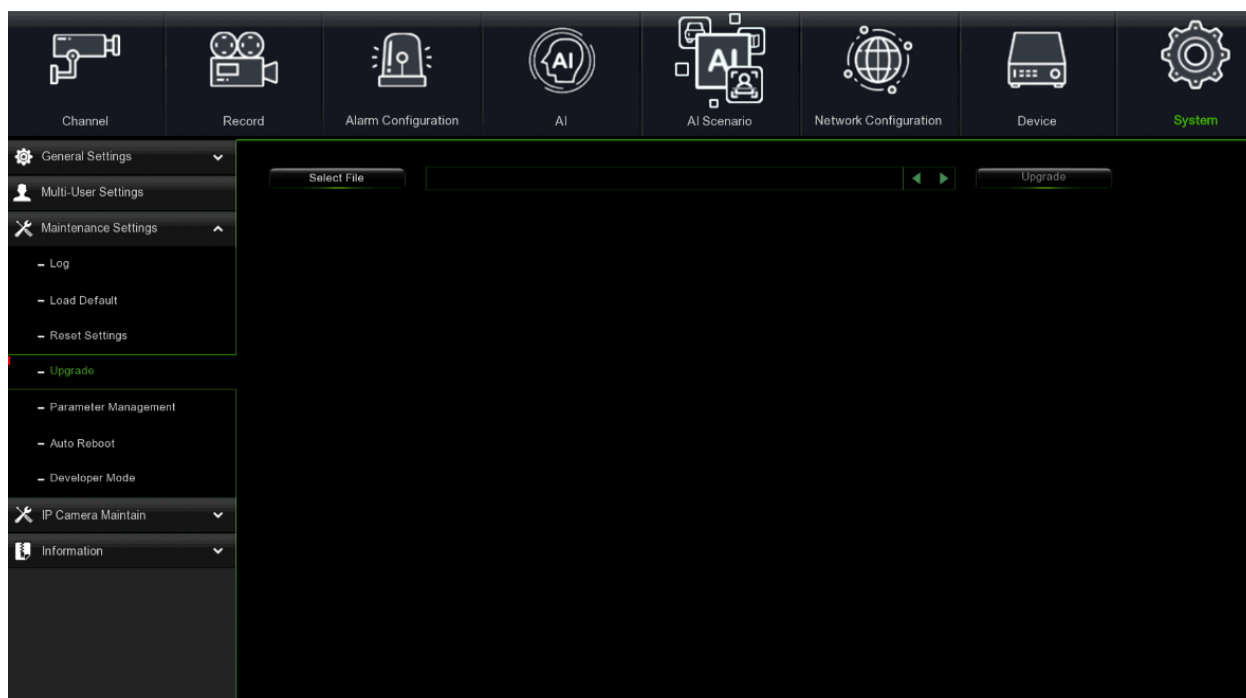 Channel
Record
Alarm Configuration
AI
AI
AI
AI Scenario
Network Configuration
Device
System
General Settings
Multi-User Settings
Maintenance Settings
Log
Load Default
Reset Settings
Upgrade
Parameter Management
Auto Reboot
Developer Mode
IP Camera Maintain
Information
Select File
Upgrade